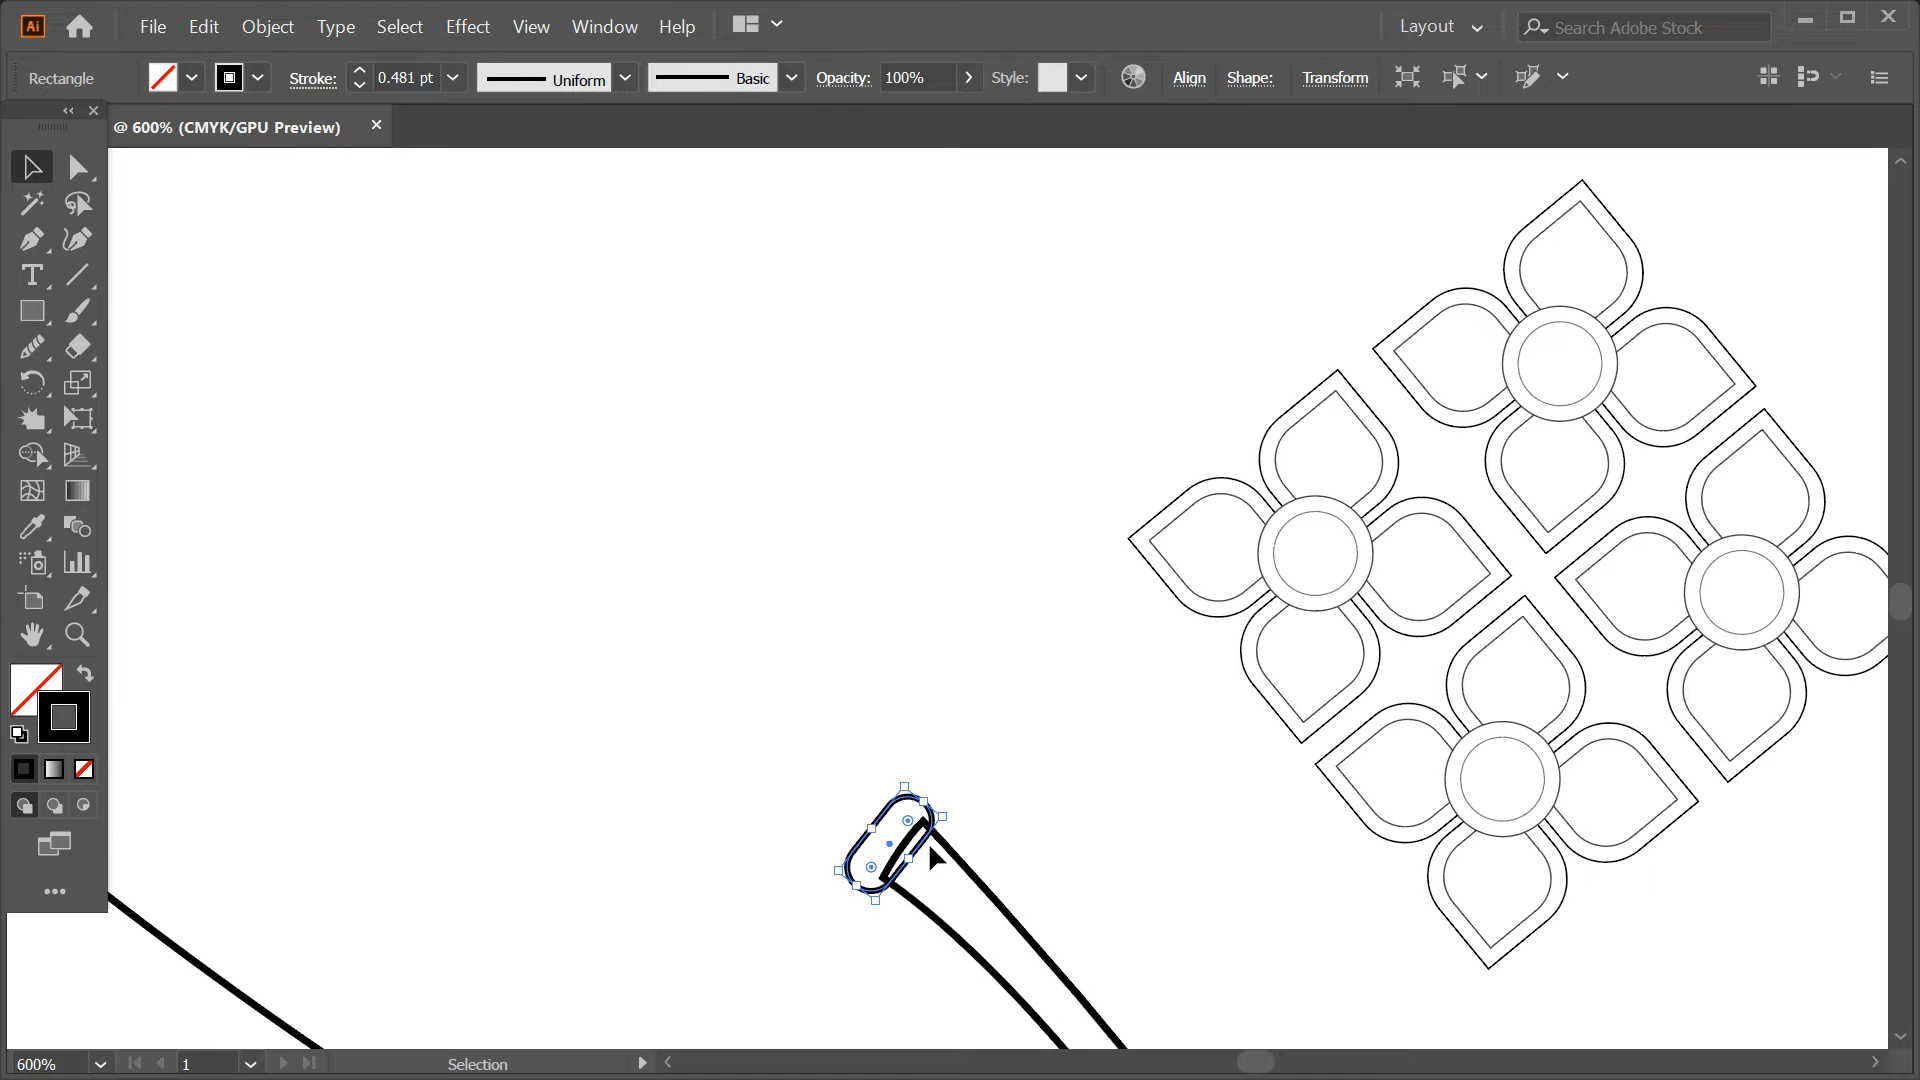 Ai File Edit Object Type Select Effect View Window Help Layout Search Adobe Stock
Rectangle Stroke: 0.481 pt Uniform Basic Opacity: 100% Style: Align Shape: Transform
@ 600% (CMYK/GPU Preview)
600% 1 Selection